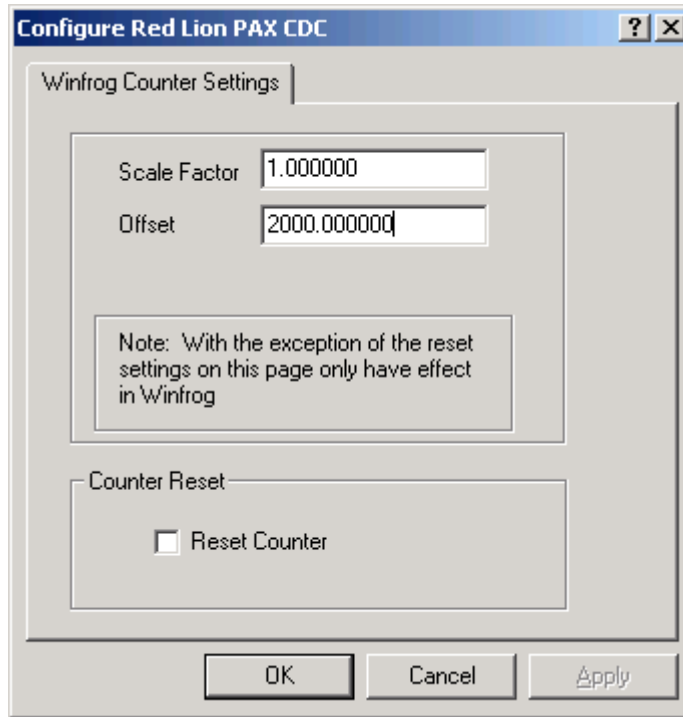 Configure Red Lion PAX CDC
Winfrog Counter Settings
Scale Factor 1.000000
Offset 2000.000000
Note: With the exception of the reset
settings on this page only have effect
in Winfrog
Counter Reset
Reset Counter
OK Cancel Apply